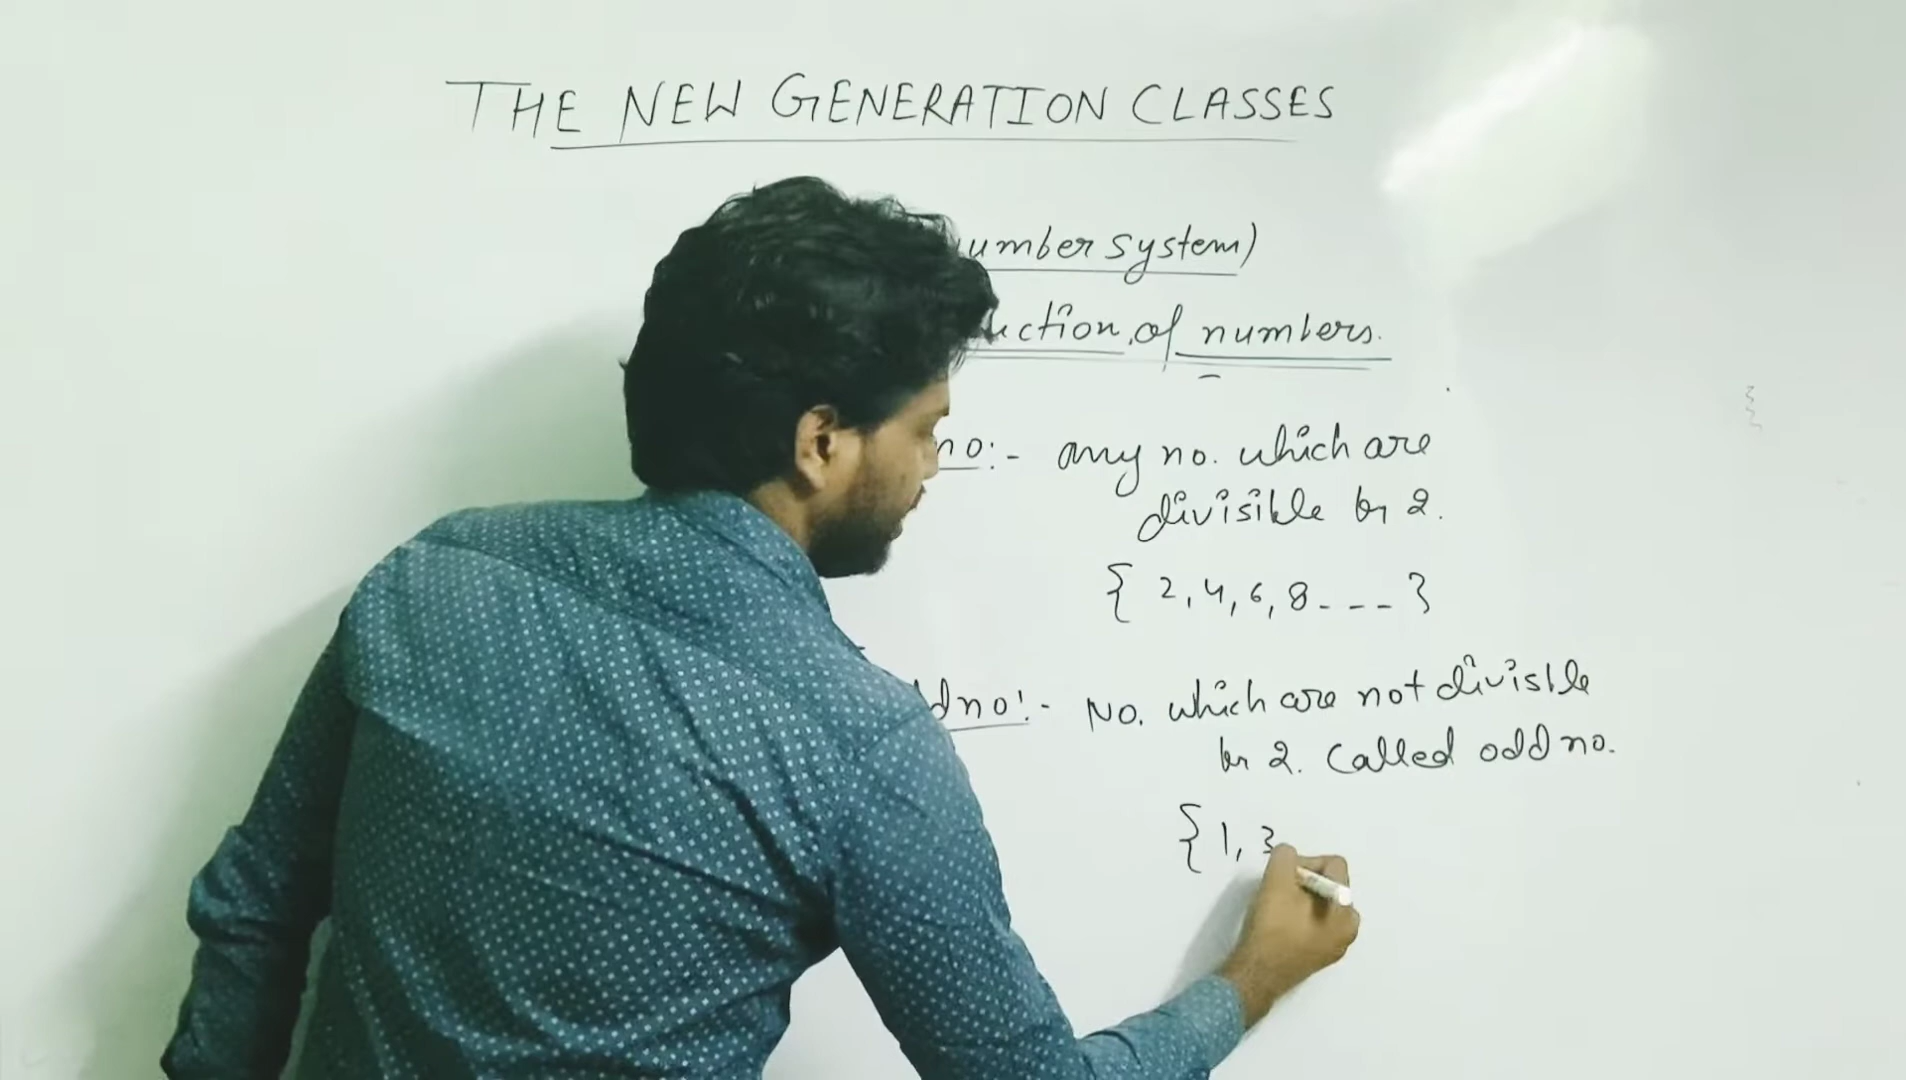 THE NEW GENERATION CLASSES
umber system)
uction of numbers.
no:- any no. which are
divisible by 2.
{ 2, 4, 6, 8 - - - }
d no:- No. which are not divisble
by 2. Called odd no.
{ 1, 3